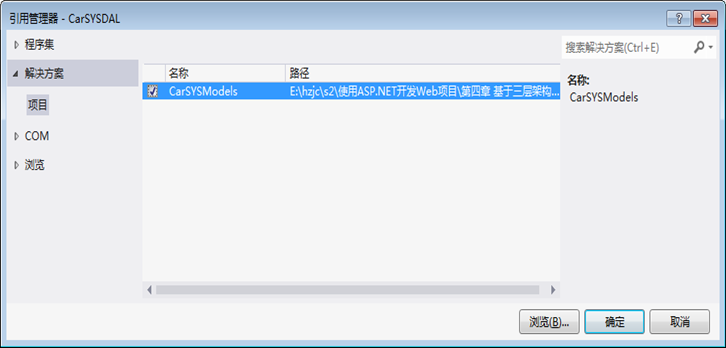 引用管理器 - CarSYSDAL
程序集
解决方案
项目
COM
浏览
名称 路径
CarSYSModels E:\hzjc\s2\使用ASP.NET开发Web项目\第四章 基于三层架构...
搜索解决方案(Ctrl+E)
名称:
CarSYSModels
浏览(B)... 确定 取消